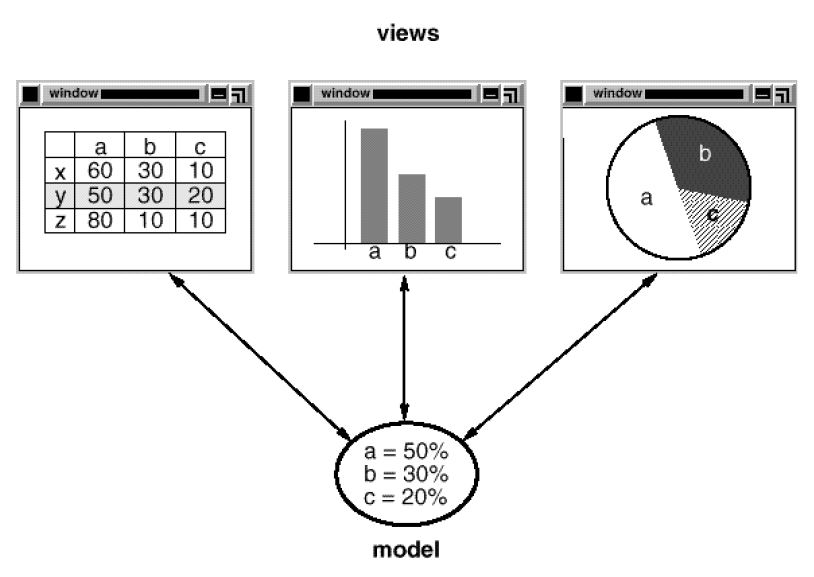 views
window
a b c
x 60 30 10
y 50 30 20
z 80 10 10
window
a b c
window
b
a
c
a = 50%
b = 30%
c = 20%
model